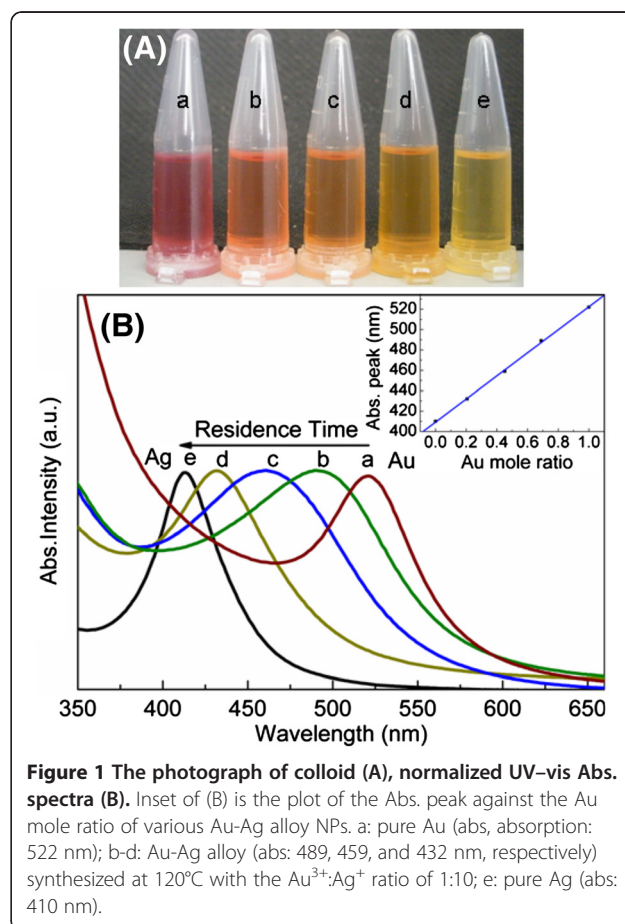 (A)
a b c d e
(B)
Abs. peak (nm)
520
500
480
460
440
420
400
0.0 0.2 0.4 0.6 0.8 1.0
Au mole ratio
Residence Time
Ag e d c b a Au
Abs.Intensity (a.u.)
350 400 450 500 550 600 650
Wavelength (nm)
Figure 1 The photograph of colloid (A), normalized UV–vis Abs.
spectra (B). Inset of (B) is the plot of the Abs. peak against the Au
mole ratio of various Au-Ag alloy NPs. a: pure Au (abs, absorption:
522 nm); b-d: Au-Ag alloy (abs: 489, 459, and 432 nm, respectively)
synthesized at 120°C with the Au³⁺:Ag⁺ ratio of 1:10; e: pure Ag (abs:
410 nm).